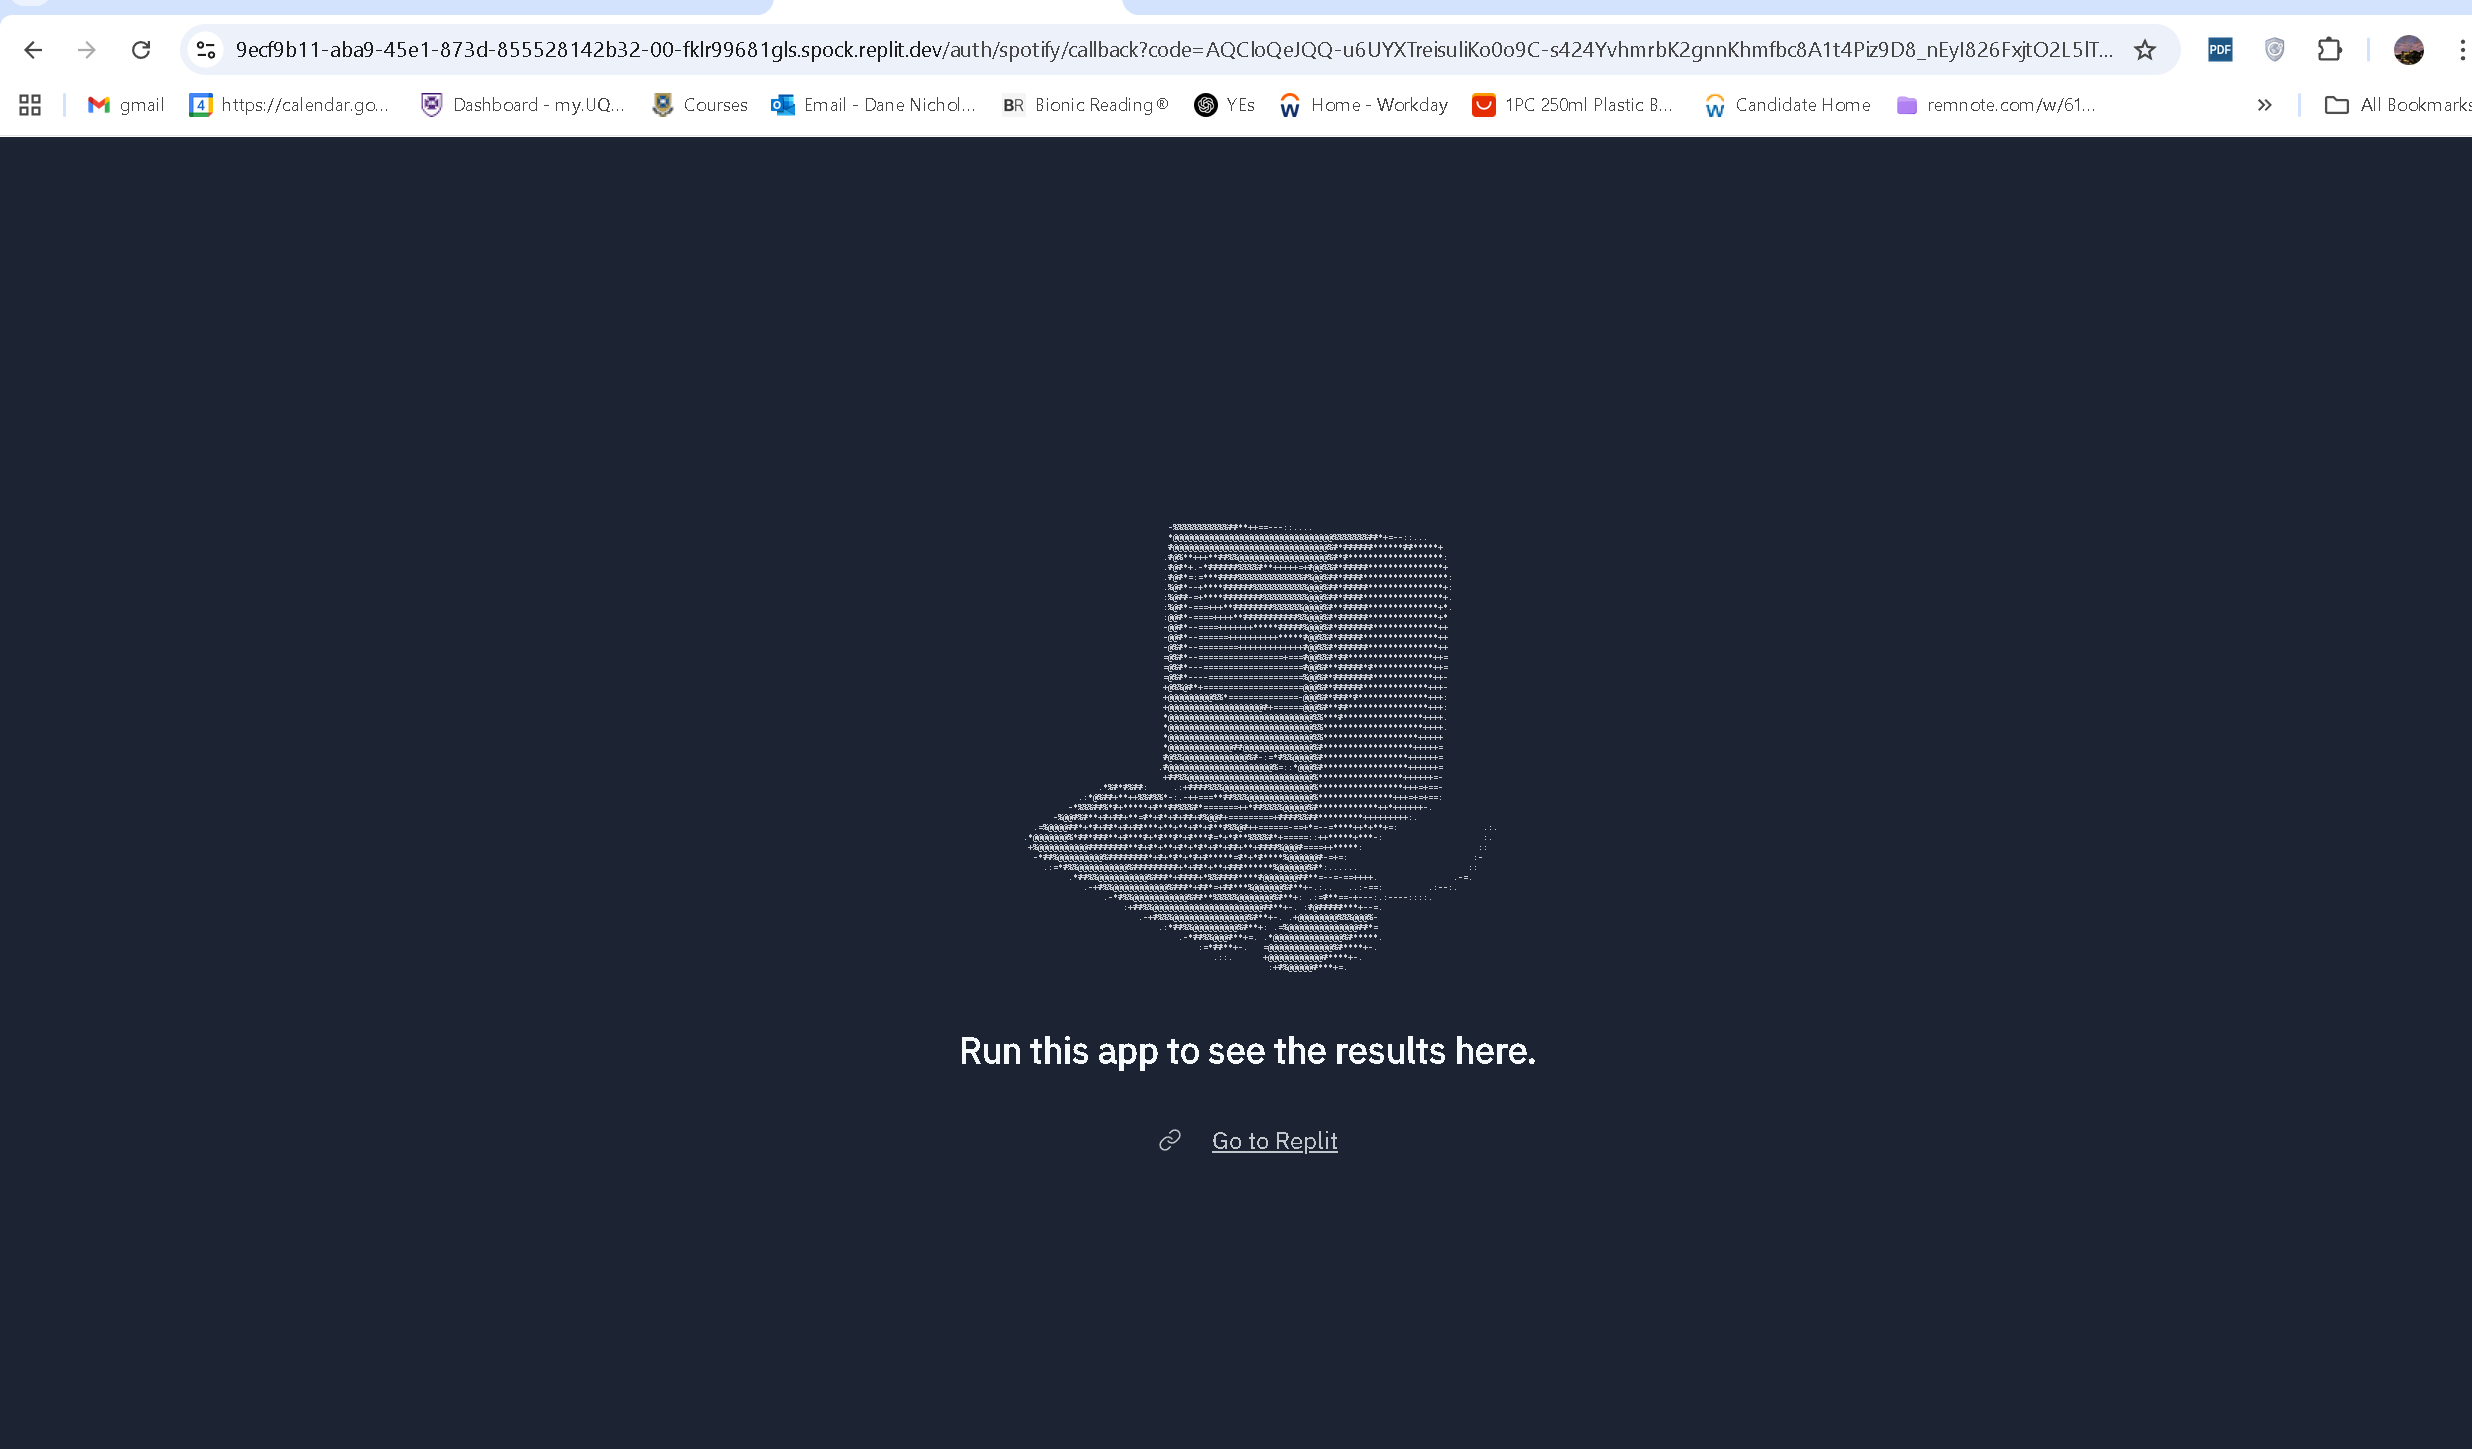 9ecf9b11-aba9-45e1-873d-855528142b32-00-fklr99681gls.spock.replit.dev/auth/spotify/callback?code=AQCloQeJQQ-u6UYXTreisuliKo0o9C-s424YvhmrbK2gnnKhmfbc8A1t4Piz9D8_nEyI826FxjtO2L5lT...
PDF
gmail
4
https://calendar.go...
Dashboard - my.UQ...
Courses
Email - Dane Nichol...
BR
Bionic Reading®
YEs
Home - Workday
1PC 250ml Plastic B...
Candidate Home
remnote.com/w/61...
All Bookmarks
Run this app to see the results here.
Go to Replit